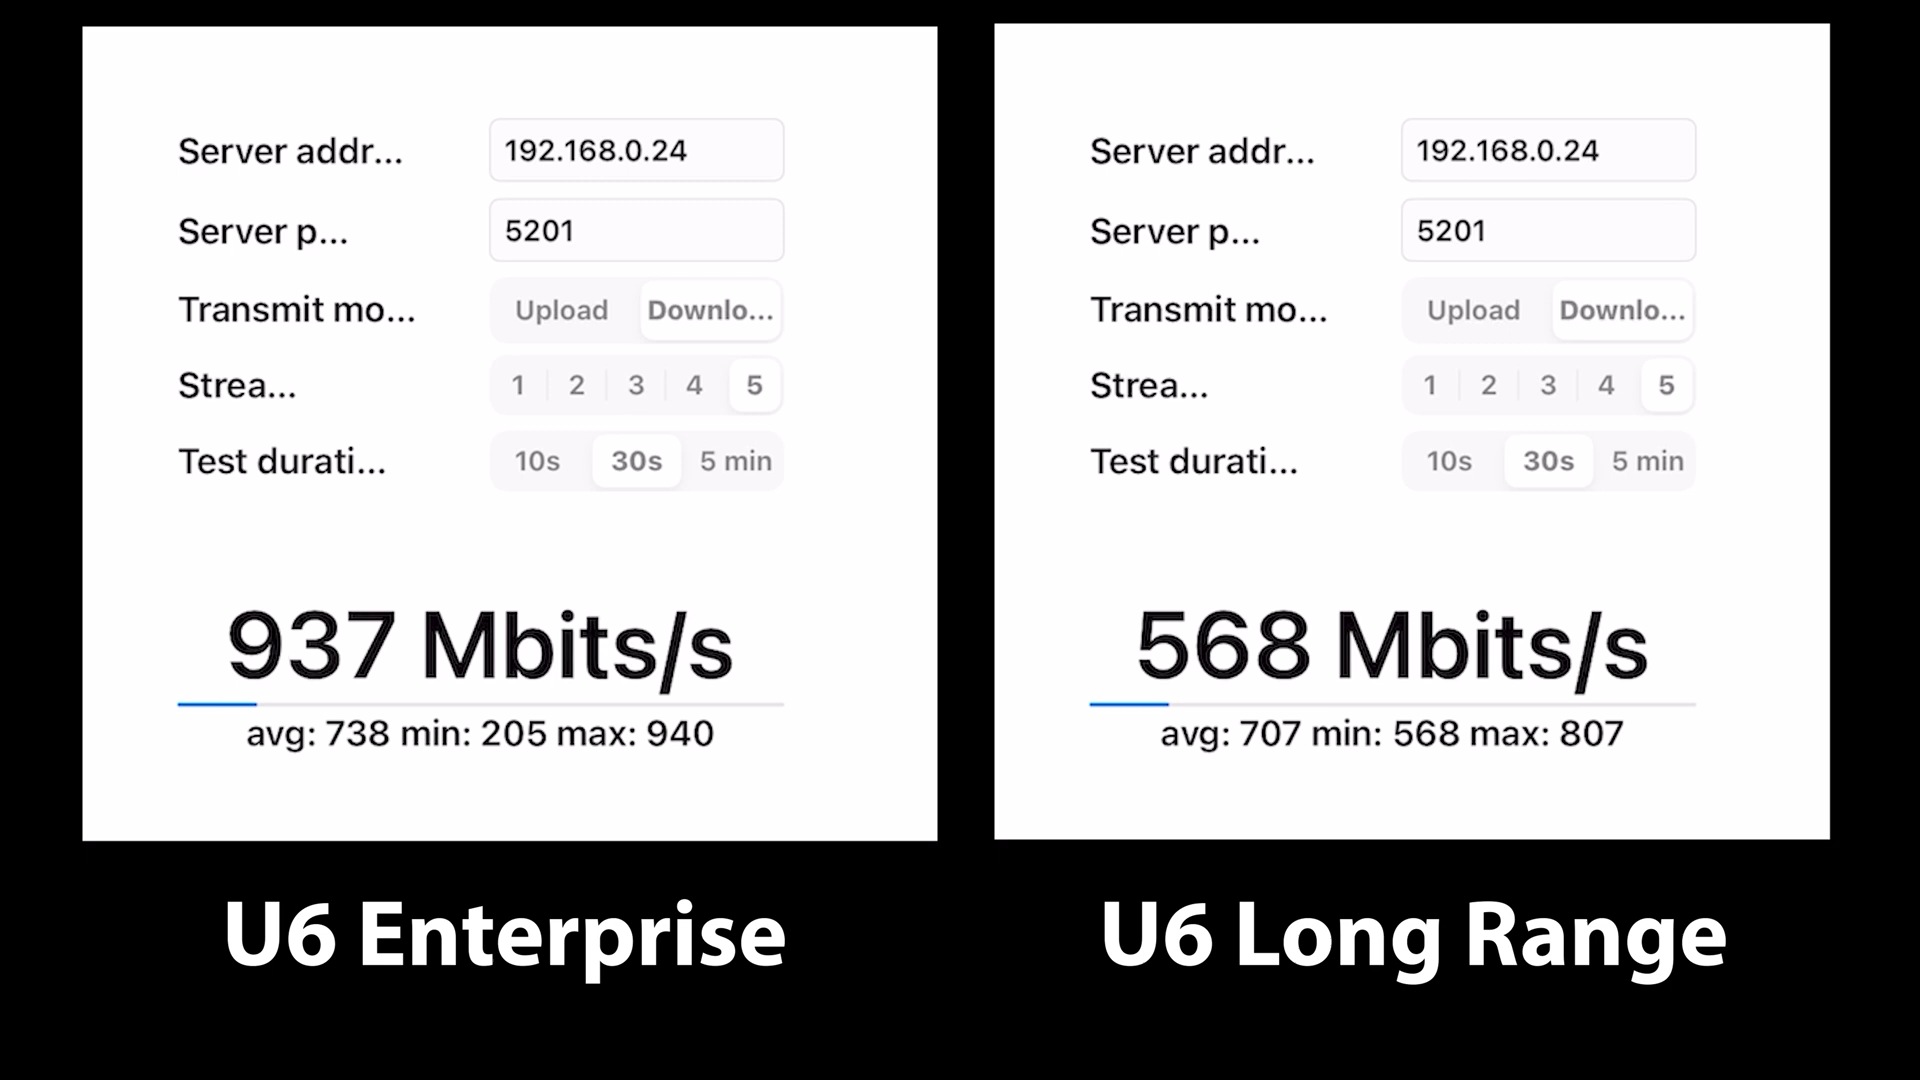 Server addr... 192.168.0.24
Server p... 5201
Transmit mo... Upload Downlo...
Strea... 1 2 3 4 5
Test durati... 10s 30s 5 min
937 Mbits/s
avg: 738 min: 205 max: 940
U6 Enterprise
Server addr... 192.168.0.24
Server p... 5201
Transmit mo... Upload Downlo...
Strea... 1 2 3 4 5
Test durati... 10s 30s 5 min
568 Mbits/s
avg: 707 min: 568 max: 807
U6 Long Range